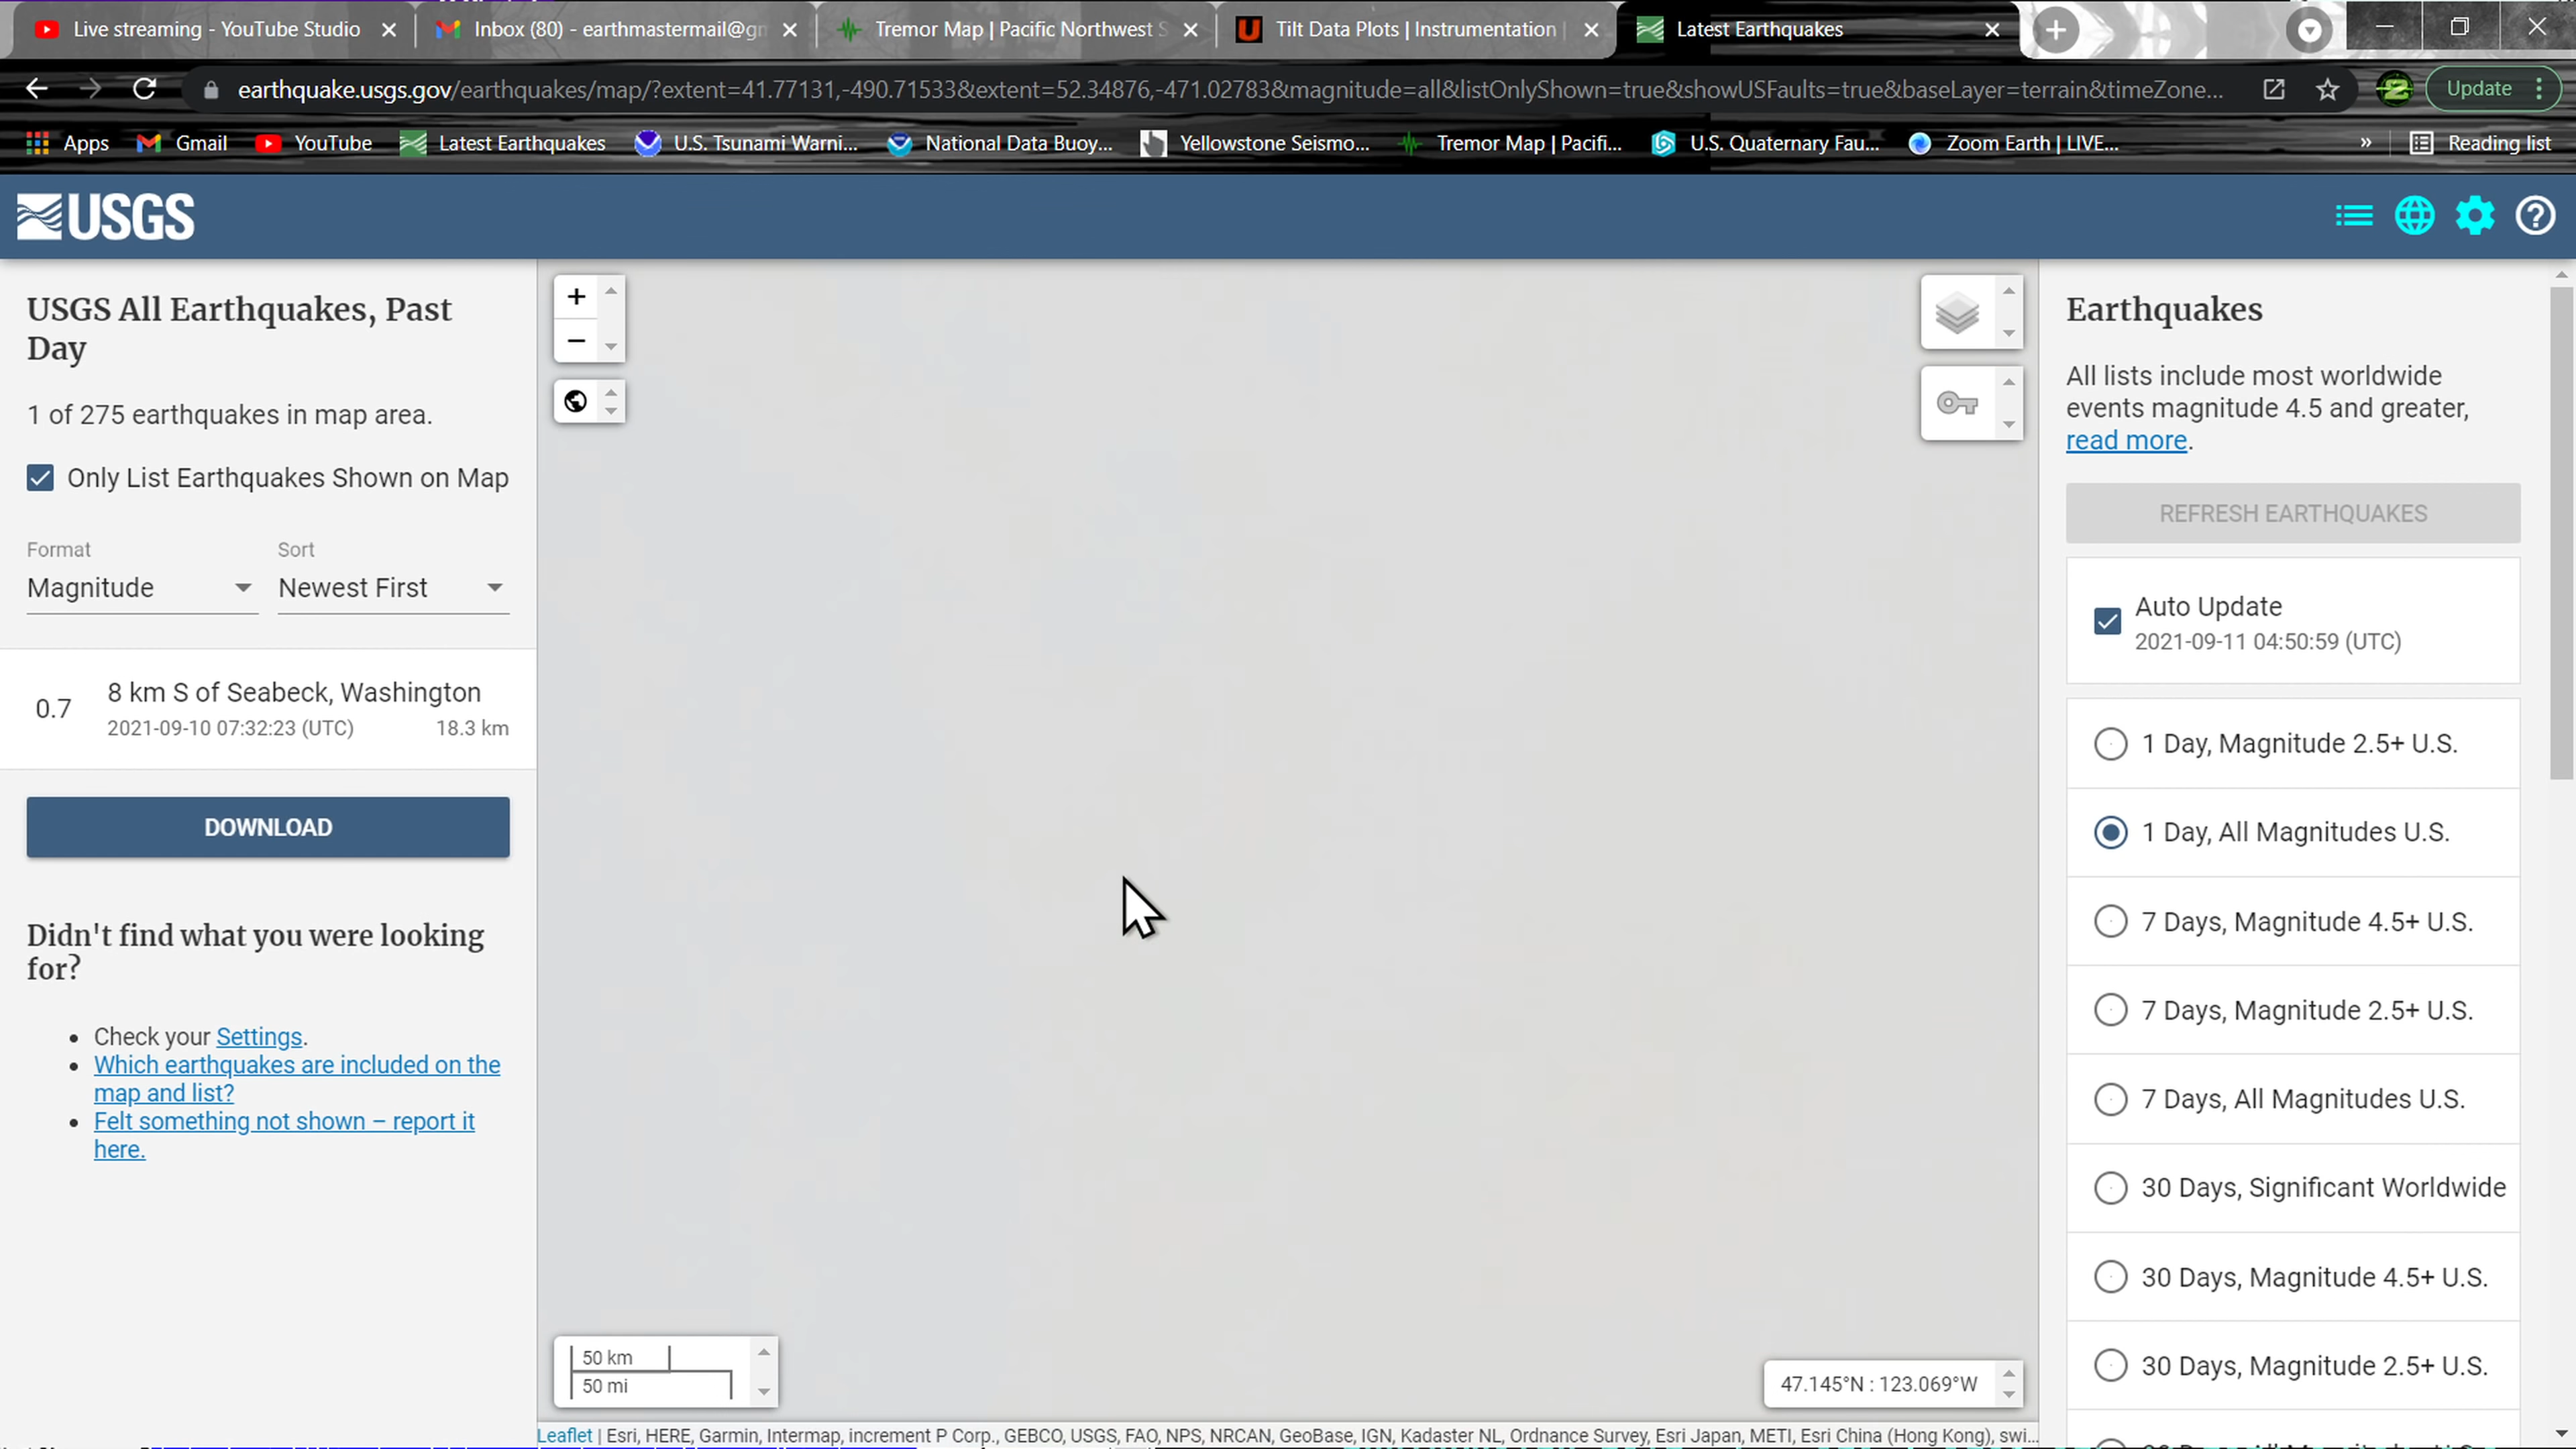 Live streaming - YouTube Studio
Inbox (80) - earthmastermail@gm
Tremor Map | Pacific Northwest S
Tilt Data Plots | Instrumentation |
Latest Earthquakes
earthquake.usgs.gov/earthquakes/map/?extent=41.77131,-490.71533&extent=52.34876,-471.02783&magnitude=all&listOnlyShown=true&showUSFaults=true&baseLayer=terrain&timeZone...
Update
Apps
Gmail
YouTube
Latest Earthquakes
U.S. Tsunami Warni...
National Data Buoy...
Yellowstone Seismo...
Tremor Map | Pacifi...
U.S. Quaternary Fau...
Zoom Earth | LIVE...
»
Reading list
USGS
USGS All Earthquakes, Past
Day
1 of 275 earthquakes in map area.
Only List Earthquakes Shown on Map
Format
Sort
Magnitude
Newest First
0.7
8 km S of Seabeck, Washington
2021-09-10 07:32:23 (UTC)
18.3 km
DOWNLOAD
Didn't find what you were looking
for?
Check your Settings.
Which earthquakes are included on the
map and list?
Felt something not shown – report it
here.
+
−
50 km
50 mi
47.145°N : 123.069°W
Leaflet | Esri, HERE, Garmin, Intermap, increment P Corp., GEBCO, USGS, FAO, NPS, NRCAN, GeoBase, IGN, Kadaster NL, Ordnance Survey, Esri Japan, METI, Esri China (Hong Kong), swi...
Earthquakes
All lists include most worldwide
events magnitude 4.5 and greater,
read more.
REFRESH EARTHQUAKES
Auto Update
2021-09-11 04:50:59 (UTC)
1 Day, Magnitude 2.5+ U.S.
1 Day, All Magnitudes U.S.
7 Days, Magnitude 4.5+ U.S.
7 Days, Magnitude 2.5+ U.S.
7 Days, All Magnitudes U.S.
30 Days, Significant Worldwide
30 Days, Magnitude 4.5+ U.S.
30 Days, Magnitude 2.5+ U.S.